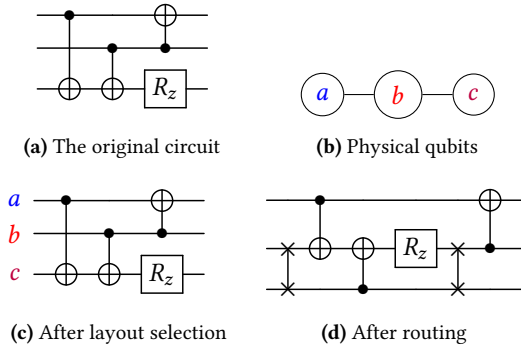 R_z
a b c
(a) The original circuit
(b) Physical qubits
a
b
c
R_z
R_z
(c) After layout selection
(d) After routing